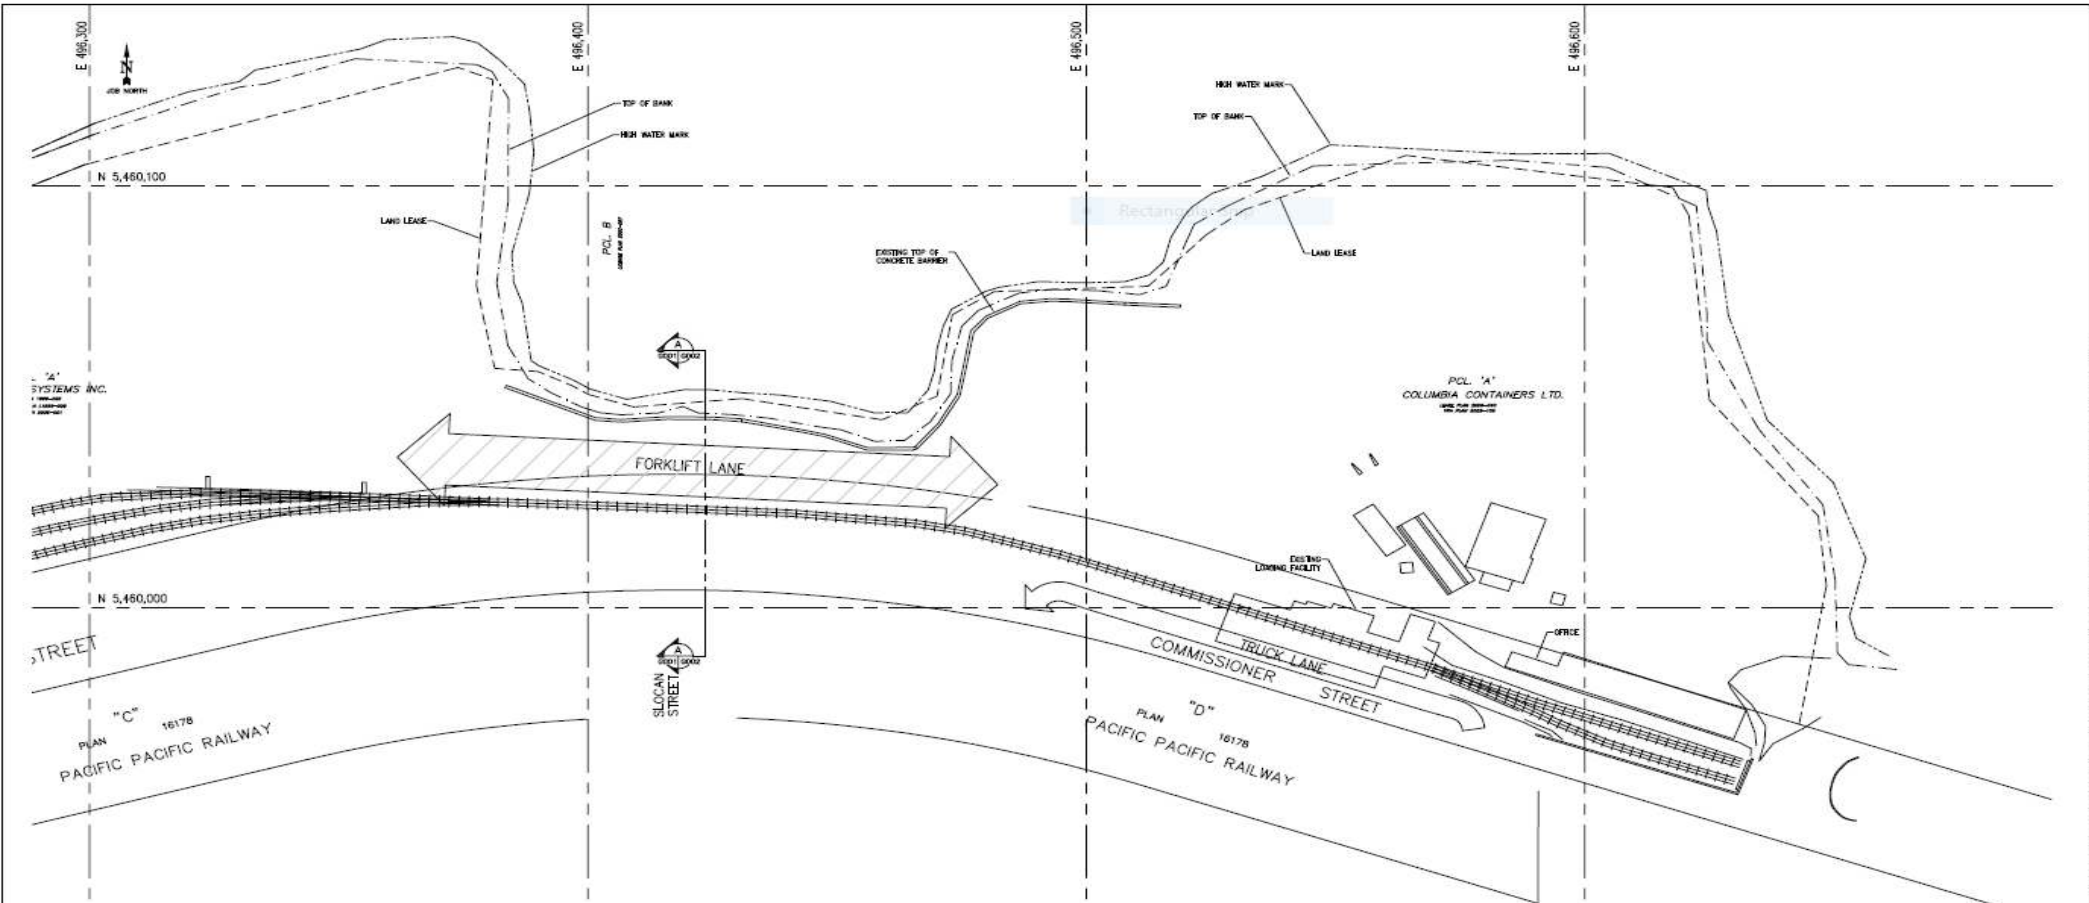 E 496,300
E 496,400
E 496,500
E 496,600
N
JOB NORTH
TOP OF BANK
HIGH WATER MARK
HIGH WATER MARK
TOP OF BANK
N 5,460,100
LAND LEASE
PCL. B
Rectangular Snip
EXISTING TOP OF
CONCRETE BARRIER
LAND LEASE
A
'A'
SYSTEMS INC.
PCL. 'A'
COLUMBIA CONTAINERS LTD.
FORKLIFT LANE
EXISTING
LOADING FACILITY
N 5,460,000
STREET
A
OFFICE
TRUCK LANE
COMMISSIONER STREET
SLOCAN
STREET
"C"
PLAN 16178
PACIFIC PACIFIC RAILWAY
"D"
PLAN 16178
PACIFIC PACIFIC RAILWAY